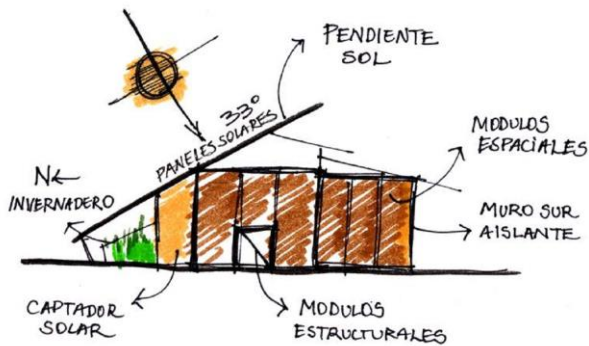 PENDIENTE
SOL
33°
PANELES SOLARES
MODULOS
ESPACIALES
N←
INVERNADERO
MURO SUR
AISLANTE
CAPTADOR
SOLAR
MODULOS
ESTRUCTURALES